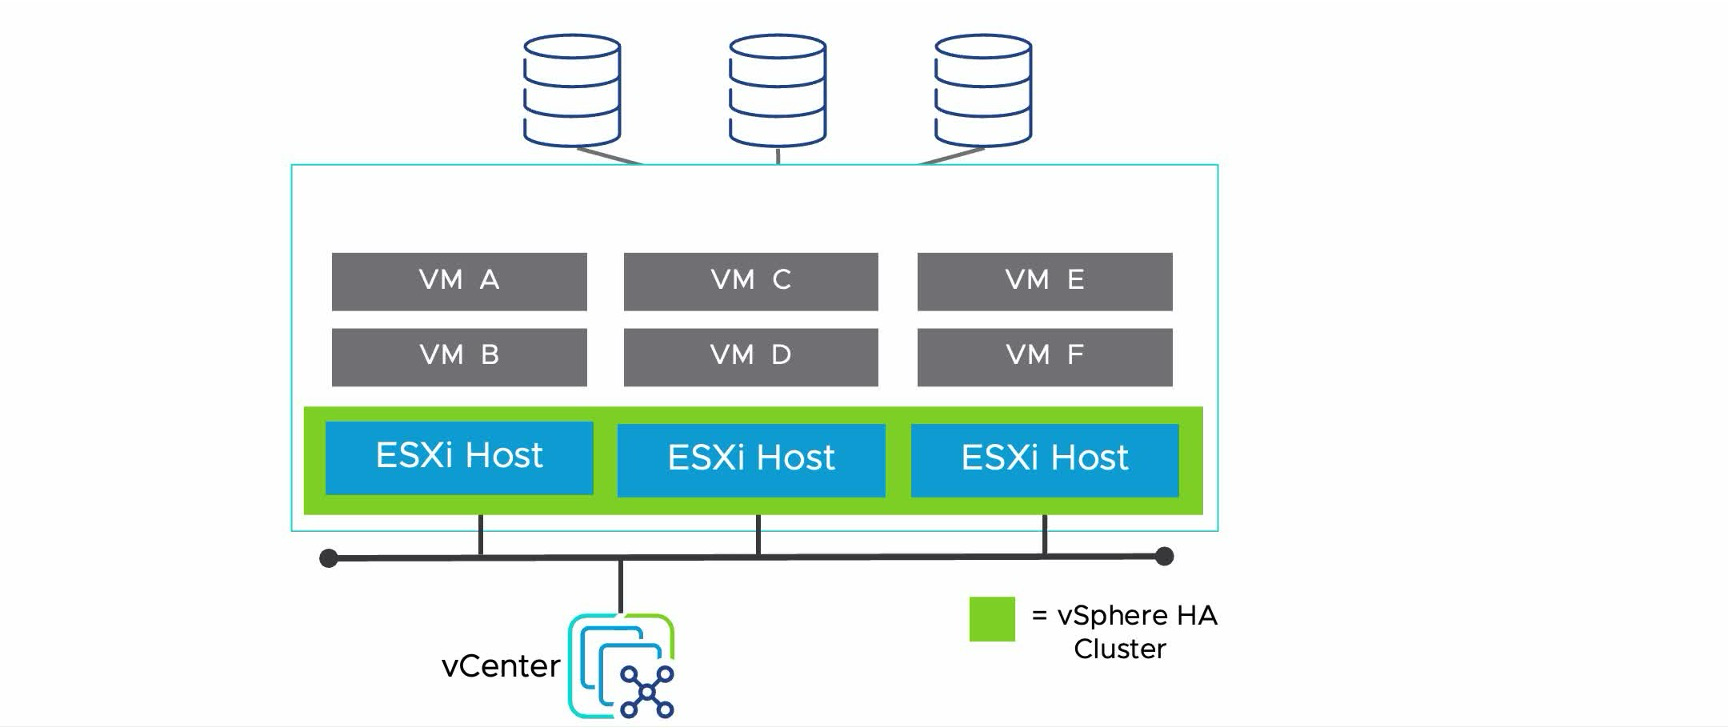 VM A
VM C
VM E
VM B
VM D
VM F
ESXi Host
ESXi Host
ESXi Host
= vSphere HA
Cluster
vCenter